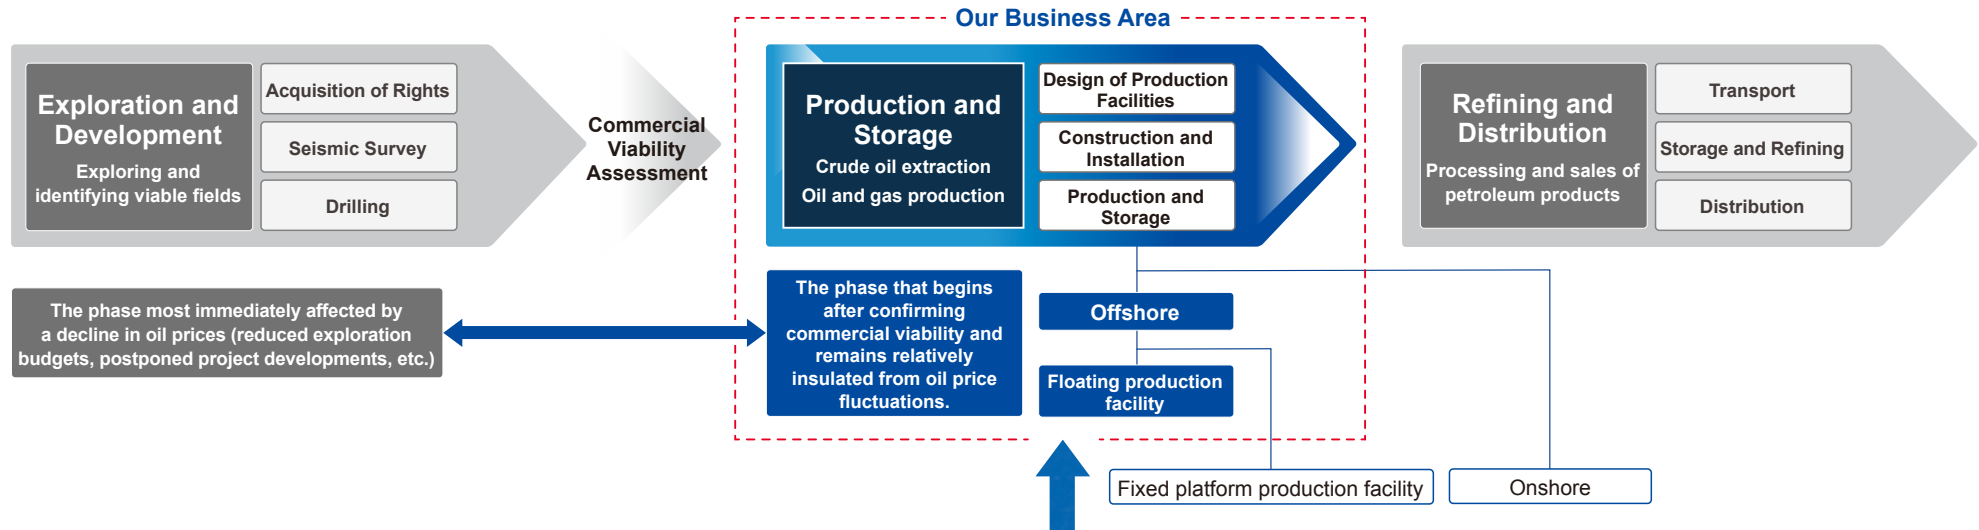 Our Business Area
Exploration and
Development
Exploring and
identifying viable fields
Acquisition of Rights
Seismic Survey
Drilling
Commercial
Viability
Assessment
Production and
Storage
Crude oil extraction
Oil and gas production
Design of Production
Facilities
Construction and
Installation
Production and
Storage
Refining and
Distribution
Processing and sales of
petroleum products
Transport
Storage and Refining
Distribution
The phase most immediately affected by
a decline in oil prices (reduced exploration
budgets, postponed project developments, etc.)
The phase that begins
after confirming
commercial viability and
remains relatively
insulated from oil price
fluctuations.
Offshore
Floating production
facility
Fixed platform production facility
Onshore